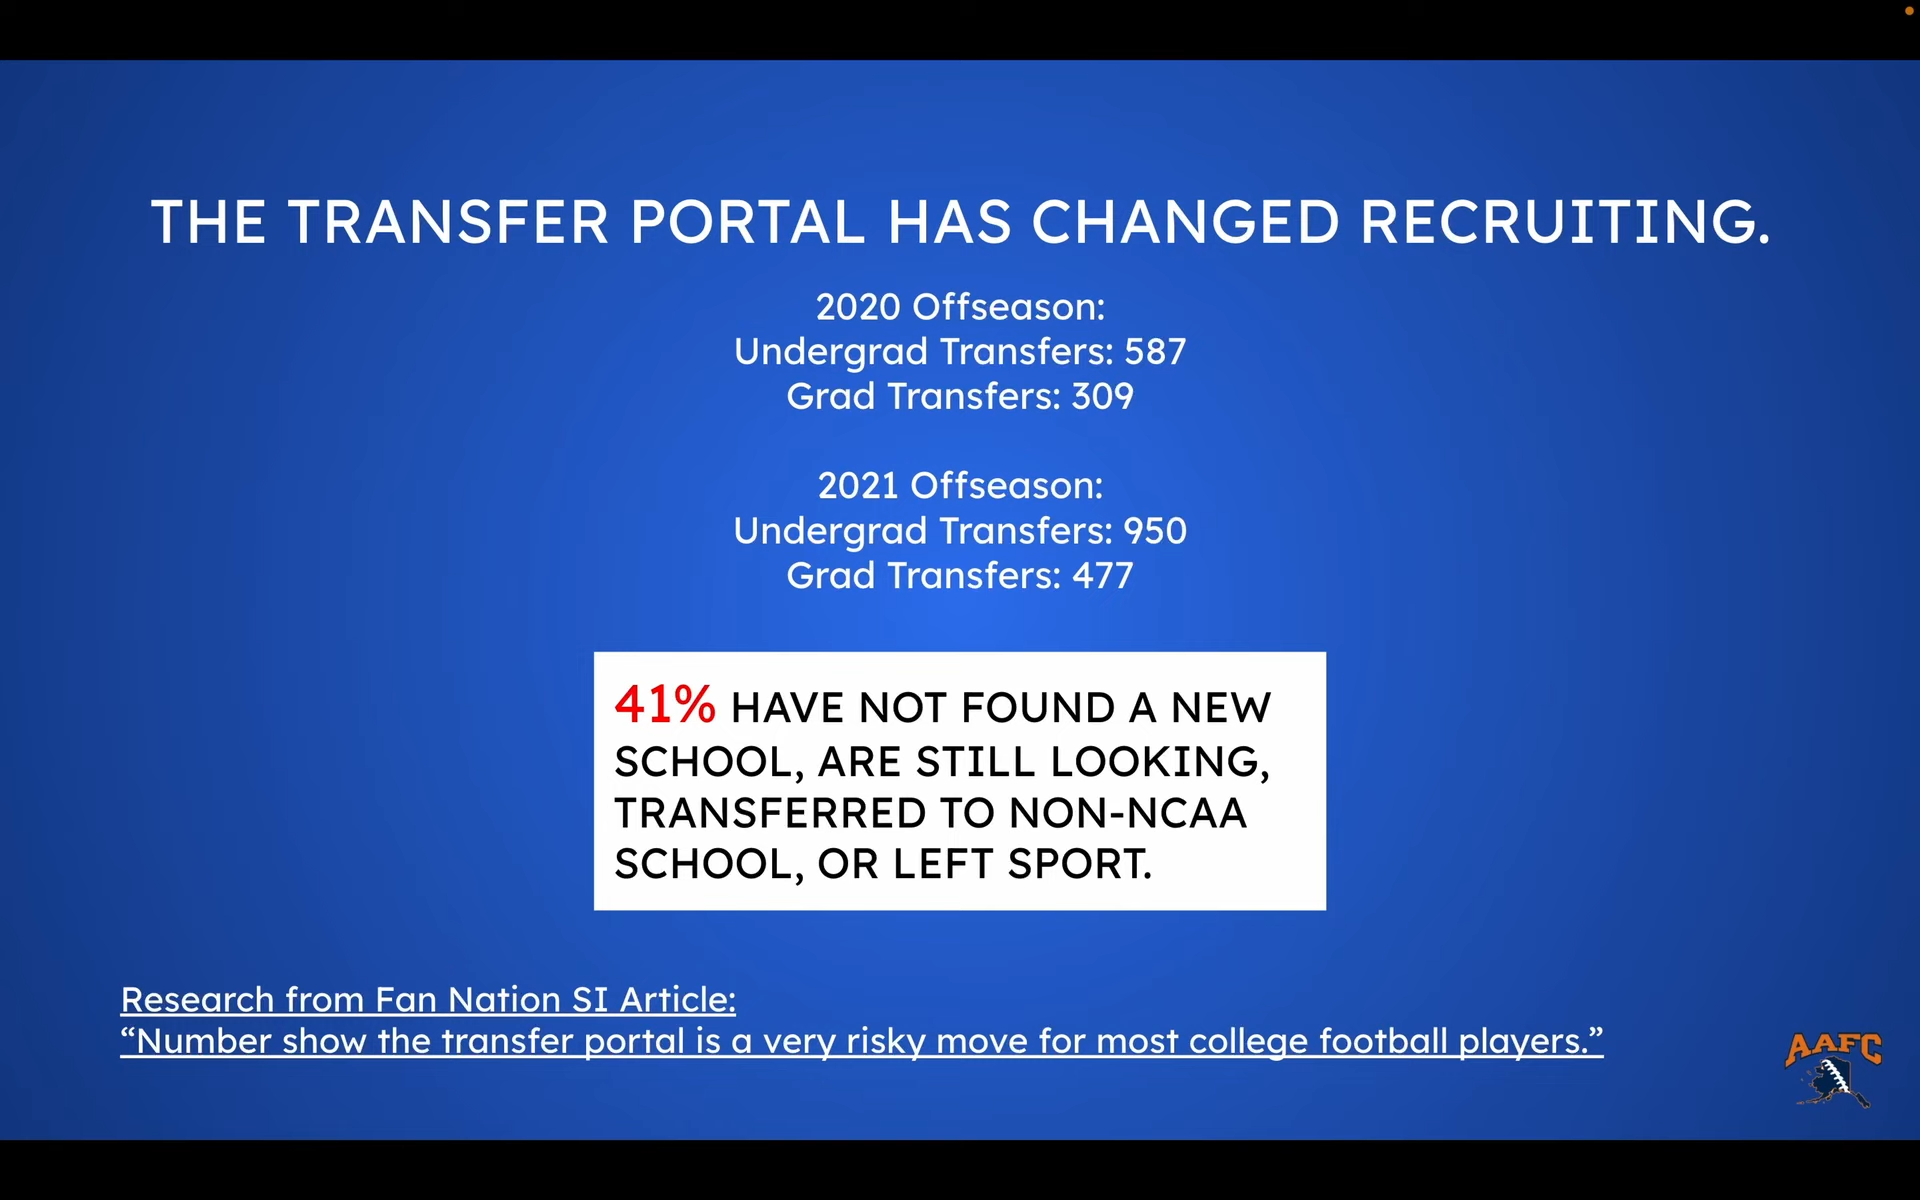 THE TRANSFER PORTAL HAS CHANGED RECRUITING.
2020 Offseason:
Undergrad Transfers: 587
Grad Transfers: 309
2021 Offseason:
Undergrad Transfers: 950
Grad Transfers: 477
41% HAVE NOT FOUND A NEW
SCHOOL, ARE STILL LOOKING,
TRANSFERRED TO NON-NCAA
SCHOOL, OR LEFT SPORT.
Research from Fan Nation SI Article:
“Number show the transfer portal is a very risky move for most college football players.”
AAFC